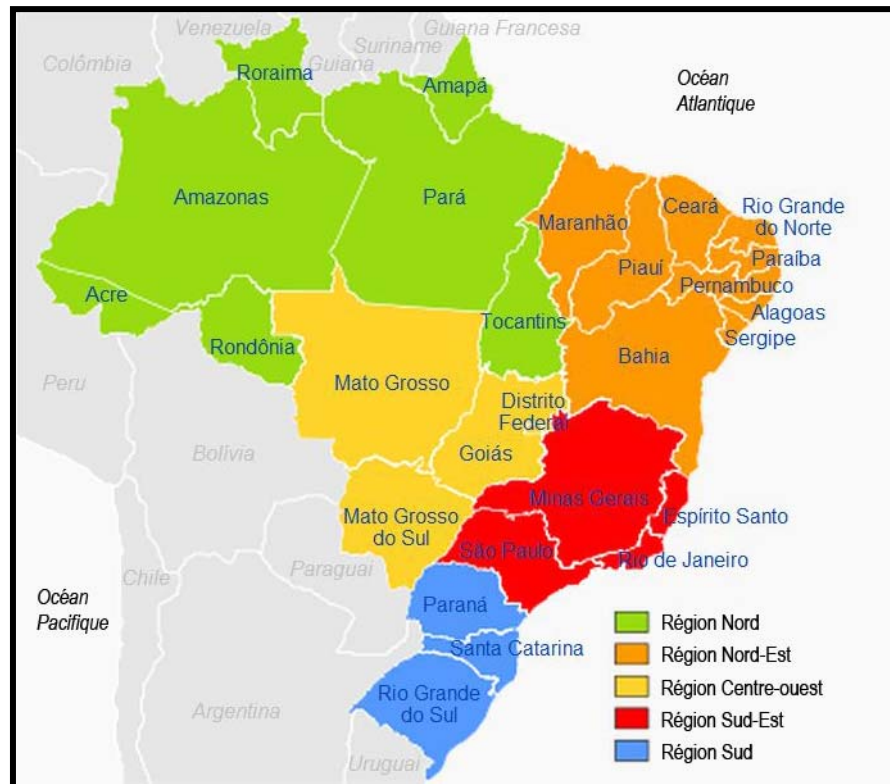 Venezuela
Guiana Francesa
Suriname
Colômbia
Guiana
Roraima
Amapá
Océan
Atlantique
Amazonas
Pará
Maranhão
Ceará
Rio Grande
do Norte
Piauí
Paraíba
Pernambuco
Acre
Alagoas
Tocantins
Sergipe
Rondônia
Bahia
Peru
Mato Grosso
Distrito
Federal
Goiás
Bolívia
Minas Gerais
Espírito Santo
Mato Grosso
do Sul
São Paulo
Rio de Janeiro
Paraguai
Chile
Océan
Pacifique
Paraná
Santa Catarina
Rio Grande
do Sul
Argentina
Uruguai
Région Nord
Région Nord-Est
Région Centre-ouest
Région Sud-Est
Région Sud